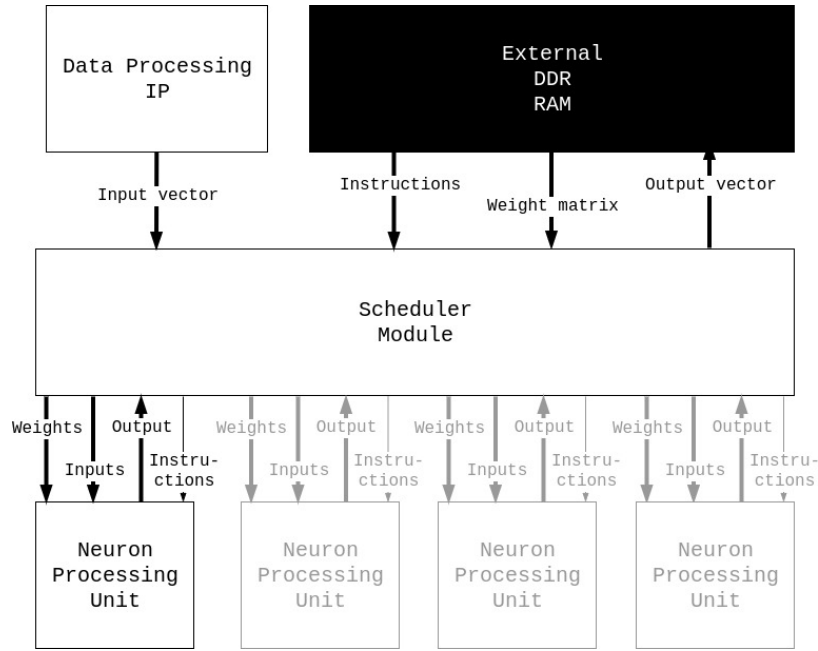 Data Processing
IP
External
DDR
RAM
Input vector
Instructions
Weight matrix
Output vector
Scheduler
Module
Weights
Inputs
Output
Instru-
ctions
Weights
Inputs
Output
Instru-
ctions
Weights
Inputs
Output
Instru-
ctions
Weights
Inputs
Output
Instru-
ctions
Neuron
Processing
Unit
Neuron
Processing
Unit
Neuron
Processing
Unit
Neuron
Processing
Unit